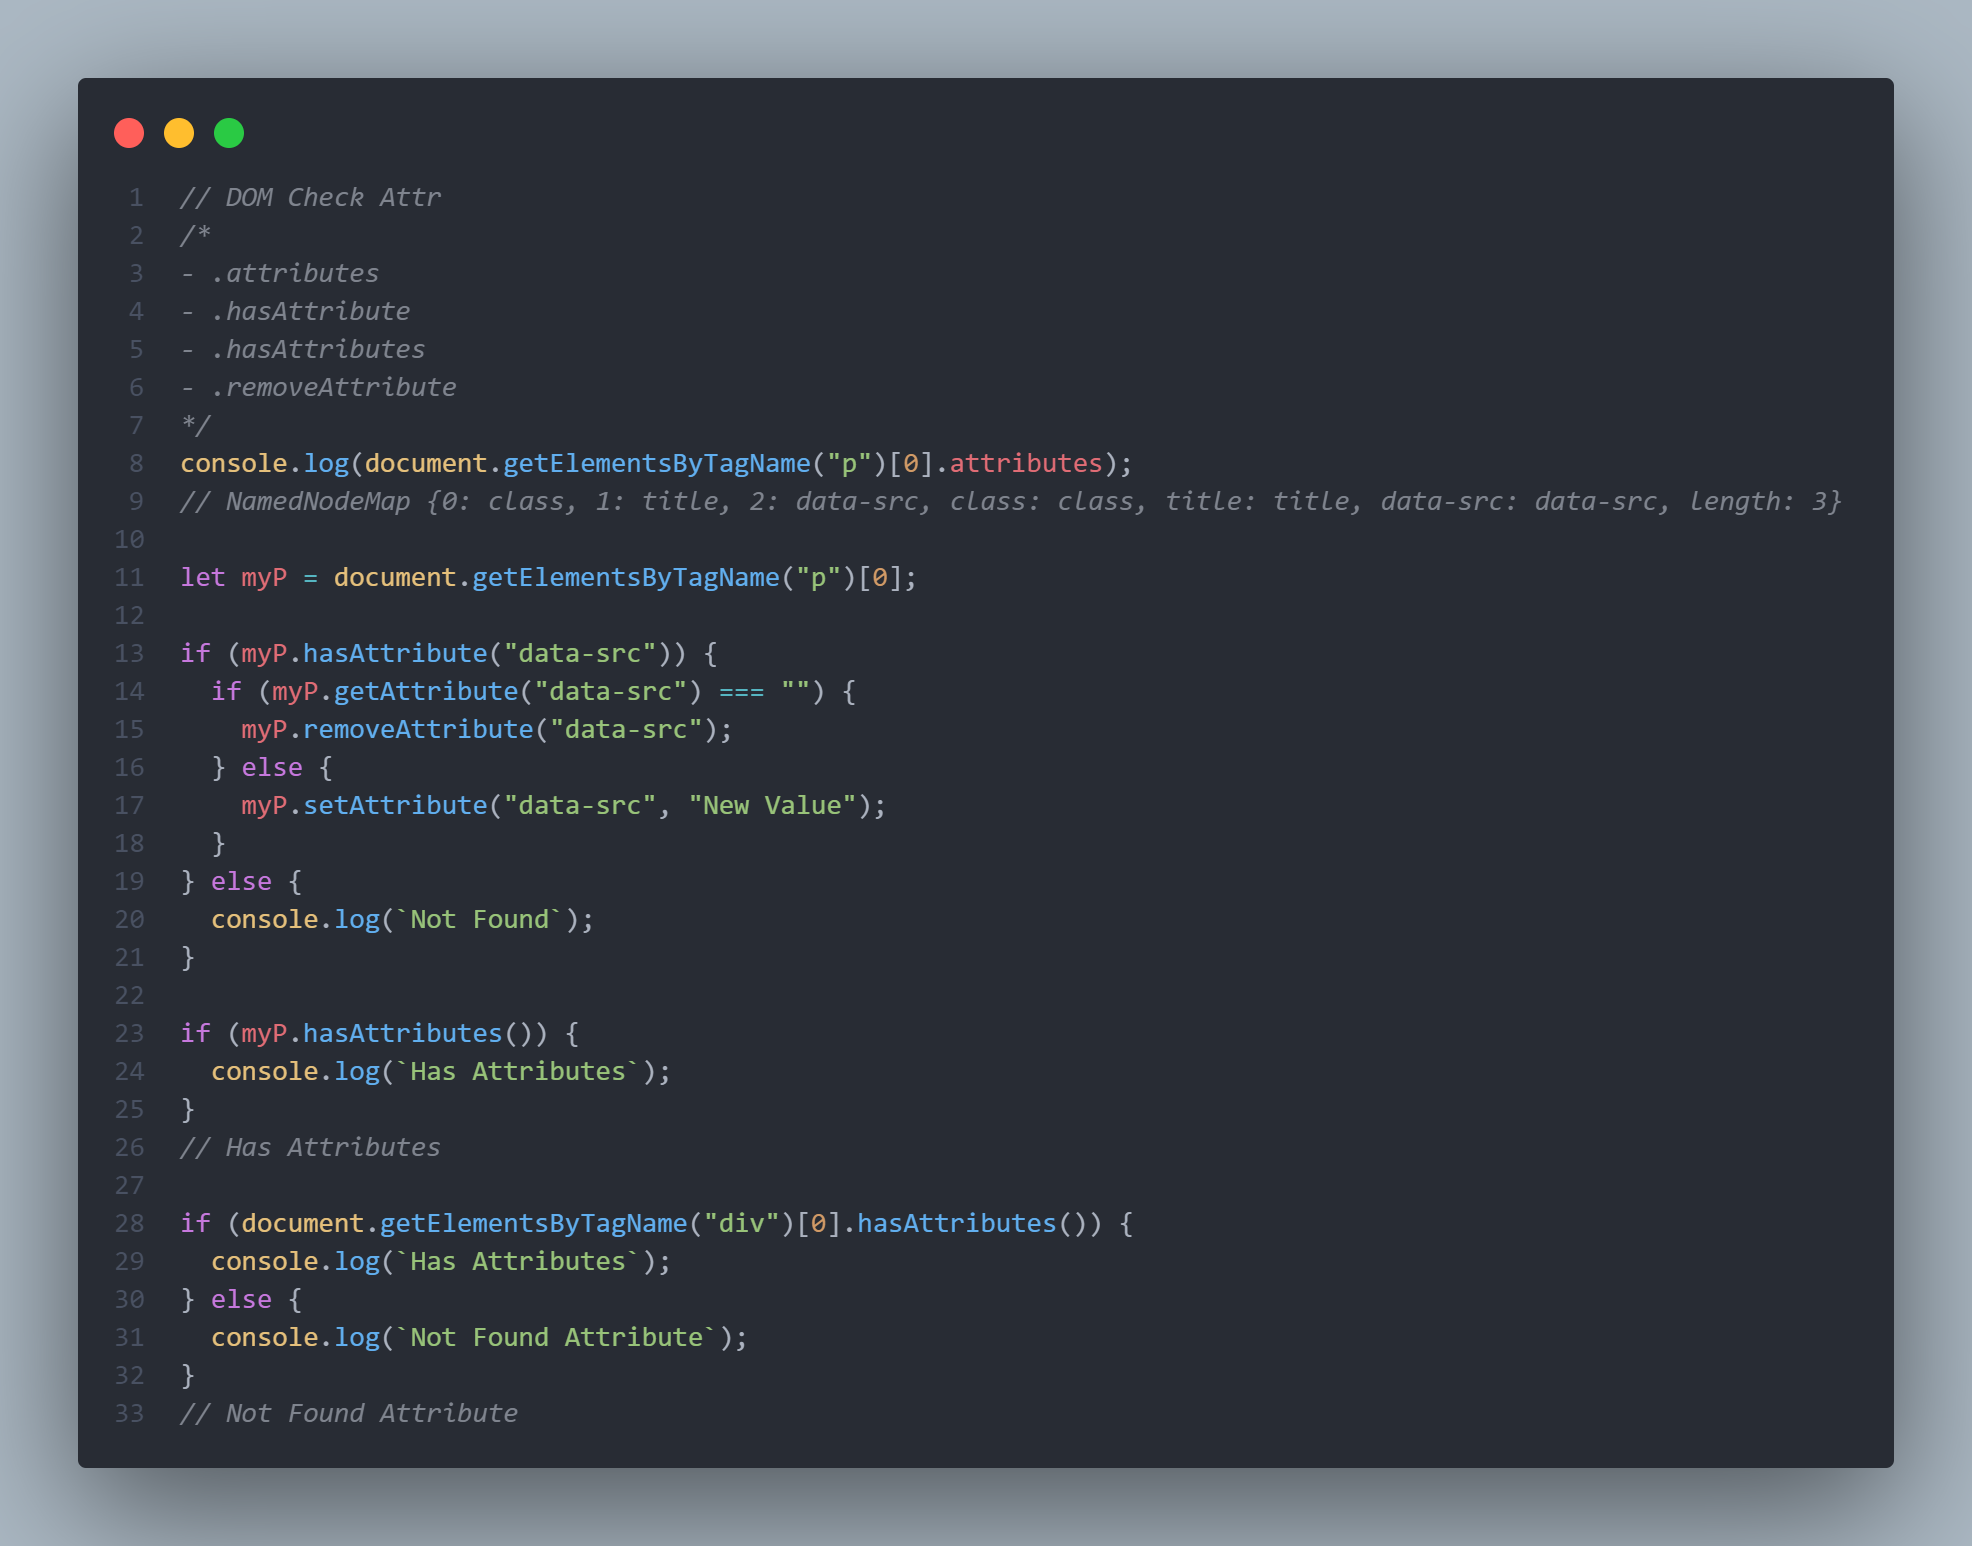 1 // DOM Check Attr
2 /*
3 - .attributes
4 - .hasAttribute
5 - .hasAttributes
6 - .removeAttribute
7 */
8 console.log(document.getElementsByTagName("p")[0].attributes);
9 // NamedNodeMap {0: class, 1: title, 2: data-src, class: class, title: title, data-src: data-src, length: 3}
10
11 let myP = document.getElementsByTagName("p")[0];
12
13 if (myP.hasAttribute("data-src")) {
14   if (myP.getAttribute("data-src") === "") {
15     myP.removeAttribute("data-src");
16   } else {
17     myP.setAttribute("data-src", "New Value");
18   }
19 } else {
20   console.log(`Not Found`);
21 }
22
23 if (myP.hasAttributes()) {
24   console.log(`Has Attributes`);
25 }
26 // Has Attributes
27
28 if (document.getElementsByTagName("div")[0].hasAttributes()) {
29   console.log(`Has Attributes`);
30 } else {
31   console.log(`Not Found Attribute`);
32 }
33 // Not Found Attribute